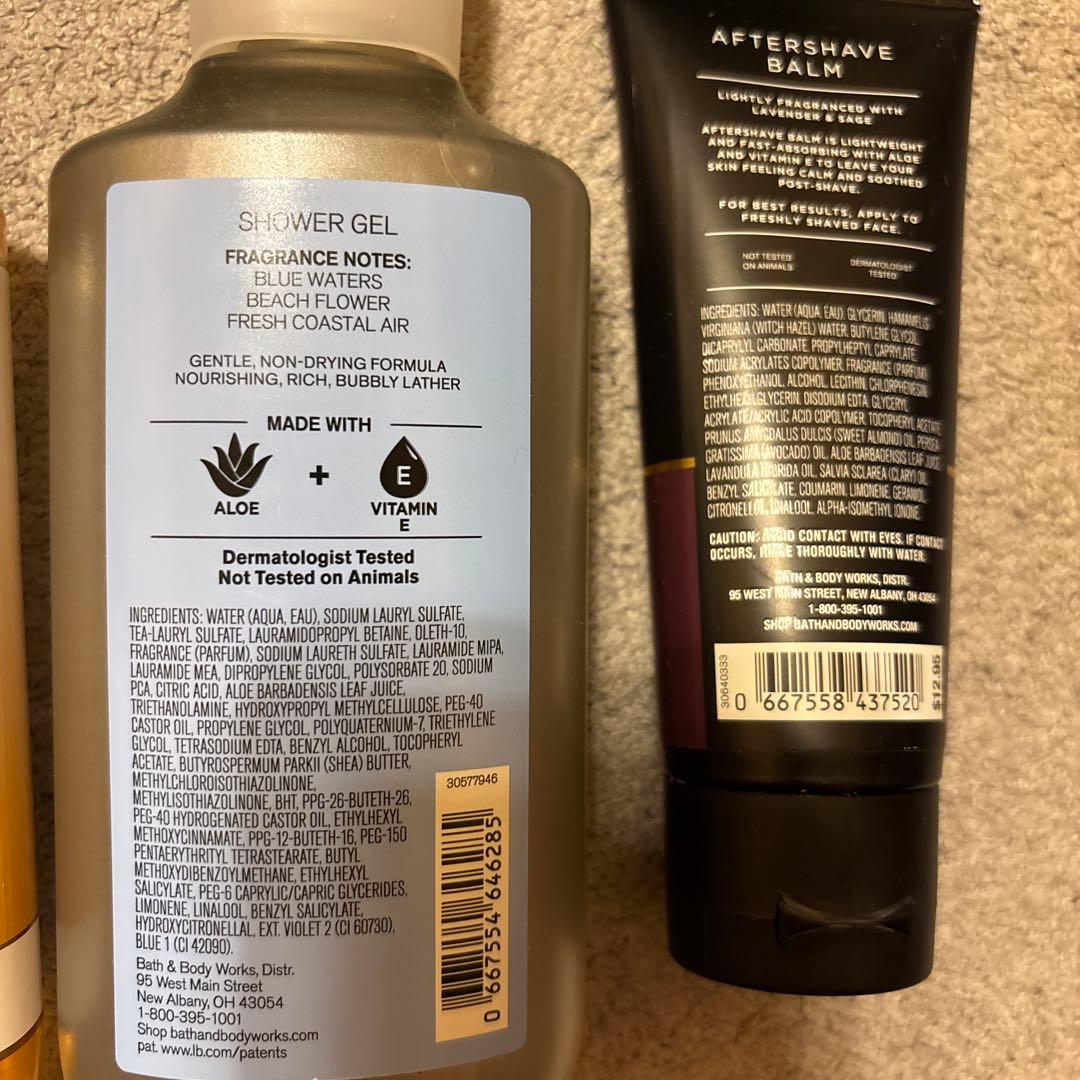 SHOWER GEL
FRAGRANCE NOTES:
BLUE WATERS
BEACH FLOWER
FRESH COASTAL AIR
GENTLE, NON-DRYING FORMULA
NOURISHING, RICH, BUBBLY LATHER
MADE WITH
ALOE
+
E
VITAMIN
E
Dermatologist Tested
Not Tested on Animals
INGREDIENTS: WATER (AQUA, EAU), SODIUM LAURYL SULFATE,
TEA-LAURYL SULFATE, LAURAMIDOPROPYL BETAINE, OLETH-10,
FRAGRANCE (PARFUM), SODIUM LAURETH SULFATE, LAURAMIDE MIPA,
LAURAMIDE MEA, DIPROPYLENE GLYCOL, POLYSORBATE 20, SODIUM
PCA, CITRIC ACID, ALOE BARBADENSIS LEAF JUICE,
TRIETHANOLAMINE, HYDROXYPROPYL METHYLCELLULOSE, PEG-40
CASTOR OIL, PROPYLENE GLYCOL, POLYQUATERNIUM-7, TRIETHYLENE
GLYCOL, TETRASODIUM EDTA, BENZYL ALCOHOL, TOCOPHERYL
ACETATE, BUTYROSPERMUM PARKII (SHEA) BUTTER,
METHYLCHLOROISOTHIAZOLINONE,
METHYLISOTHIAZOLINONE, BHT, PPG-26-BUTETH-26,
PEG-40 HYDROGENATED CASTOR OIL, ETHYLHEXYL
METHOXYCINNAMATE, PPG-12-BUTETH-16, PEG-150
PENTAERYTHRITYL TETRASTEARATE, BUTYL
METHOXYDIBENZOYLMETHANE, ETHYLHEXYL
SALICYLATE, PEG-6 CAPRYLIC/CAPRIC GLYCERIDES,
LIMONENE, LINALOOL, BENZYL SALICYLATE,
HYDROXYCITRONELLAL, EXT. VIOLET 2 (CI 60730),
BLUE 1 (CI 42090).
Bath & Body Works, Distr.
95 West Main Street
New Albany, OH 43054
1-800-395-1001
Shop bathandbodyworks.com
pat. www.lb.com/patents
30577946
0 667554 646285
AFTERSHAVE
BALM
LIGHTLY FRAGRANCED WITH
LAVENDER & SAGE
AFTERSHAVE BALM IS LIGHTWEIGHT
AND FAST-ABSORBING WITH ALOE
AND VITAMIN E TO LEAVE YOUR
SKIN FEELING CALM AND SOOTHED
POST-SHAVE.
FOR BEST RESULTS, APPLY TO
FRESHLY SHAVED FACE.
NOT TESTED
ON ANIMALS
DERMATOLOGIST
TESTED
INGREDIENTS: WATER (AQUA, EAU), GLYCERIN, HAMAMELIS
VIRGINIANA (WITCH HAZEL) WATER, BUTYLENE GLYCOL,
DICAPRYLYL CARBONATE, PROPYLHEPTYL CAPRYLATE,
SODIUM ACRYLATES COPOLYMER, FRAGRANCE (PARFUM),
PHENOXYETHANOL, ALCOHOL, LECITHIN, CHLORPHENESIN,
ETHYLHEXYLGLYCERIN, DISODIUM EDTA, GLYCERYL
ACRYLATE/ACRYLIC ACID COPOLYMER, TOCOPHERYL ACETATE,
PRUNUS AMYGDALUS DULCIS (SWEET ALMOND) OIL, PERSEA
GRATISSIMA (AVOCADO) OIL, ALOE BARBADENSIS LEAF JUICE,
LAVANDULA HYBRIDA OIL, SALVIA SCLAREA (CLARY) OIL,
BENZYL SALICYLATE, COUMARIN, LIMONENE, GERANIOL,
CITRONELLOL, LINALOOL, ALPHA-ISOMETHYL IONONE.
CAUTION: AVOID CONTACT WITH EYES. IF CONTACT
OCCURS, RINSE THOROUGHLY WITH WATER.
BATH & BODY WORKS, DISTR.
95 WEST MAIN STREET, NEW ALBANY, OH 43054
1-800-395-1001
SHOP BATHANDBODYWORKS.COM
30640333
0 667558 437520
$12.95